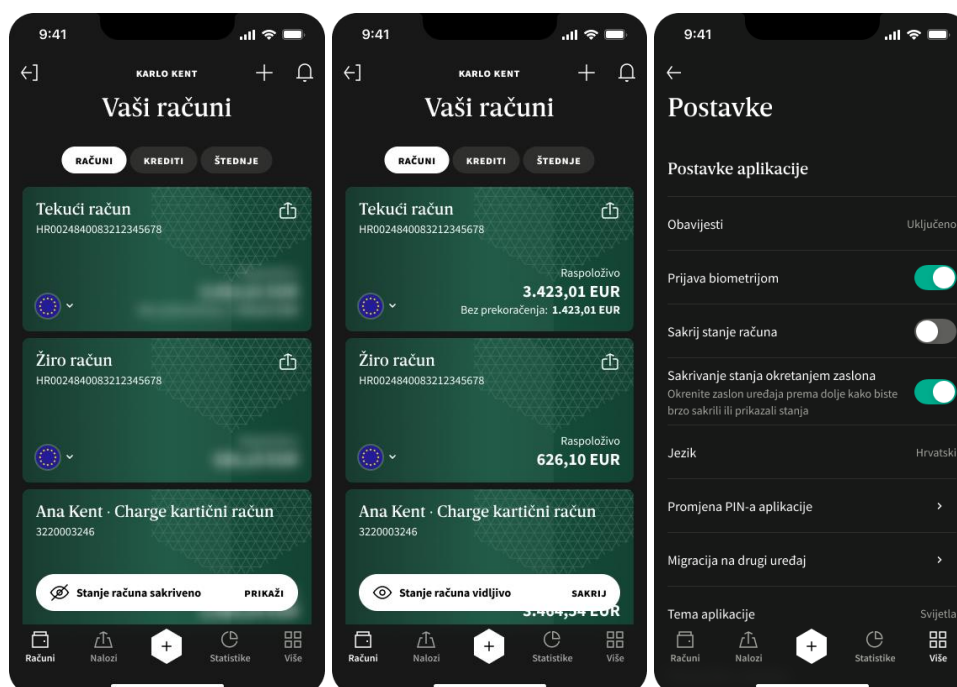 9:41
KARLO KENT
Vaši računi
RAČUNI KREDITI ŠTEDNJE
Tekući račun
HR0024840083212345678
Žiro račun
HR0024840083212345678
Ana Kent · Charge kartični račun
3220003246
Stanje računa sakriveno PRIKAŽI
Računi Nalozi Statistike Više
9:41
KARLO KENT
Vaši računi
RAČUNI KREDITI ŠTEDNJE
Tekući račun
HR0024840083212345678
Raspoloživo
3.423,01 EUR
Bez prekoračenja: 1.423,01 EUR
Žiro račun
HR0024840083212345678
Raspoloživo
626,10 EUR
Ana Kent · Charge kartični račun
3220003246
Stanje računa vidljivo SAKRIJ
Računi Nalozi Statistike Više
9:41
Postavke
Postavke aplikacije
Obavijesti Uključeno
Prijava biometrijom
Sakrij stanje računa
Sakrivanje stanja okretanjem zaslona
Okrenite zaslon uređaja prema dolje kako biste
brzo sakrili ili prikazali stanja
Jezik Hrvatski
Promjena PIN-a aplikacije
Migracija na drugi uređaj
Tema aplikacije Svijetla
Računi Nalozi Statistike Više